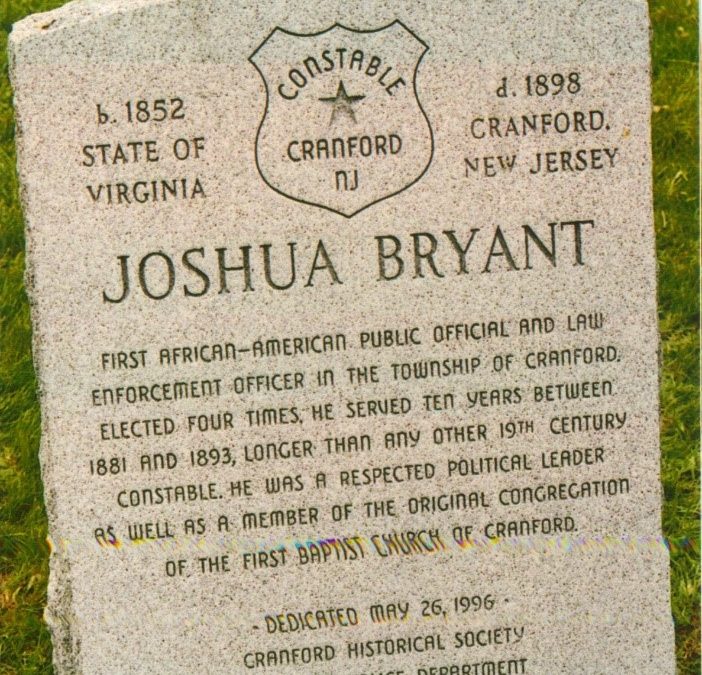 CONSTABLE
CRANFORD
NJ
b. 1852
STATE OF
VIRGINIA
d. 1898
CRANFORD,
NEW JERSEY
JOSHUA BRYANT
FIRST AFRICAN-AMERICAN PUBLIC OFFICIAL AND LAW
ENFORCEMENT OFFICER IN THE TOWNSHIP OF CRANFORD.
ELECTED FOUR TIMES, HE SERVED TEN YEARS BETWEEN
1881 AND 1893, LONGER THAN ANY OTHER 19TH CENTURY
CONSTABLE. HE WAS A RESPECTED POLITICAL LEADER
AS WELL AS A MEMBER OF THE ORIGINAL CONGREGATION
OF THE FIRST BAPTIST CHURCH OF CRANFORD.
- DEDICATED MAY 26, 1996 -
CRANFORD HISTORICAL SOCIETY
DEPARTMENT